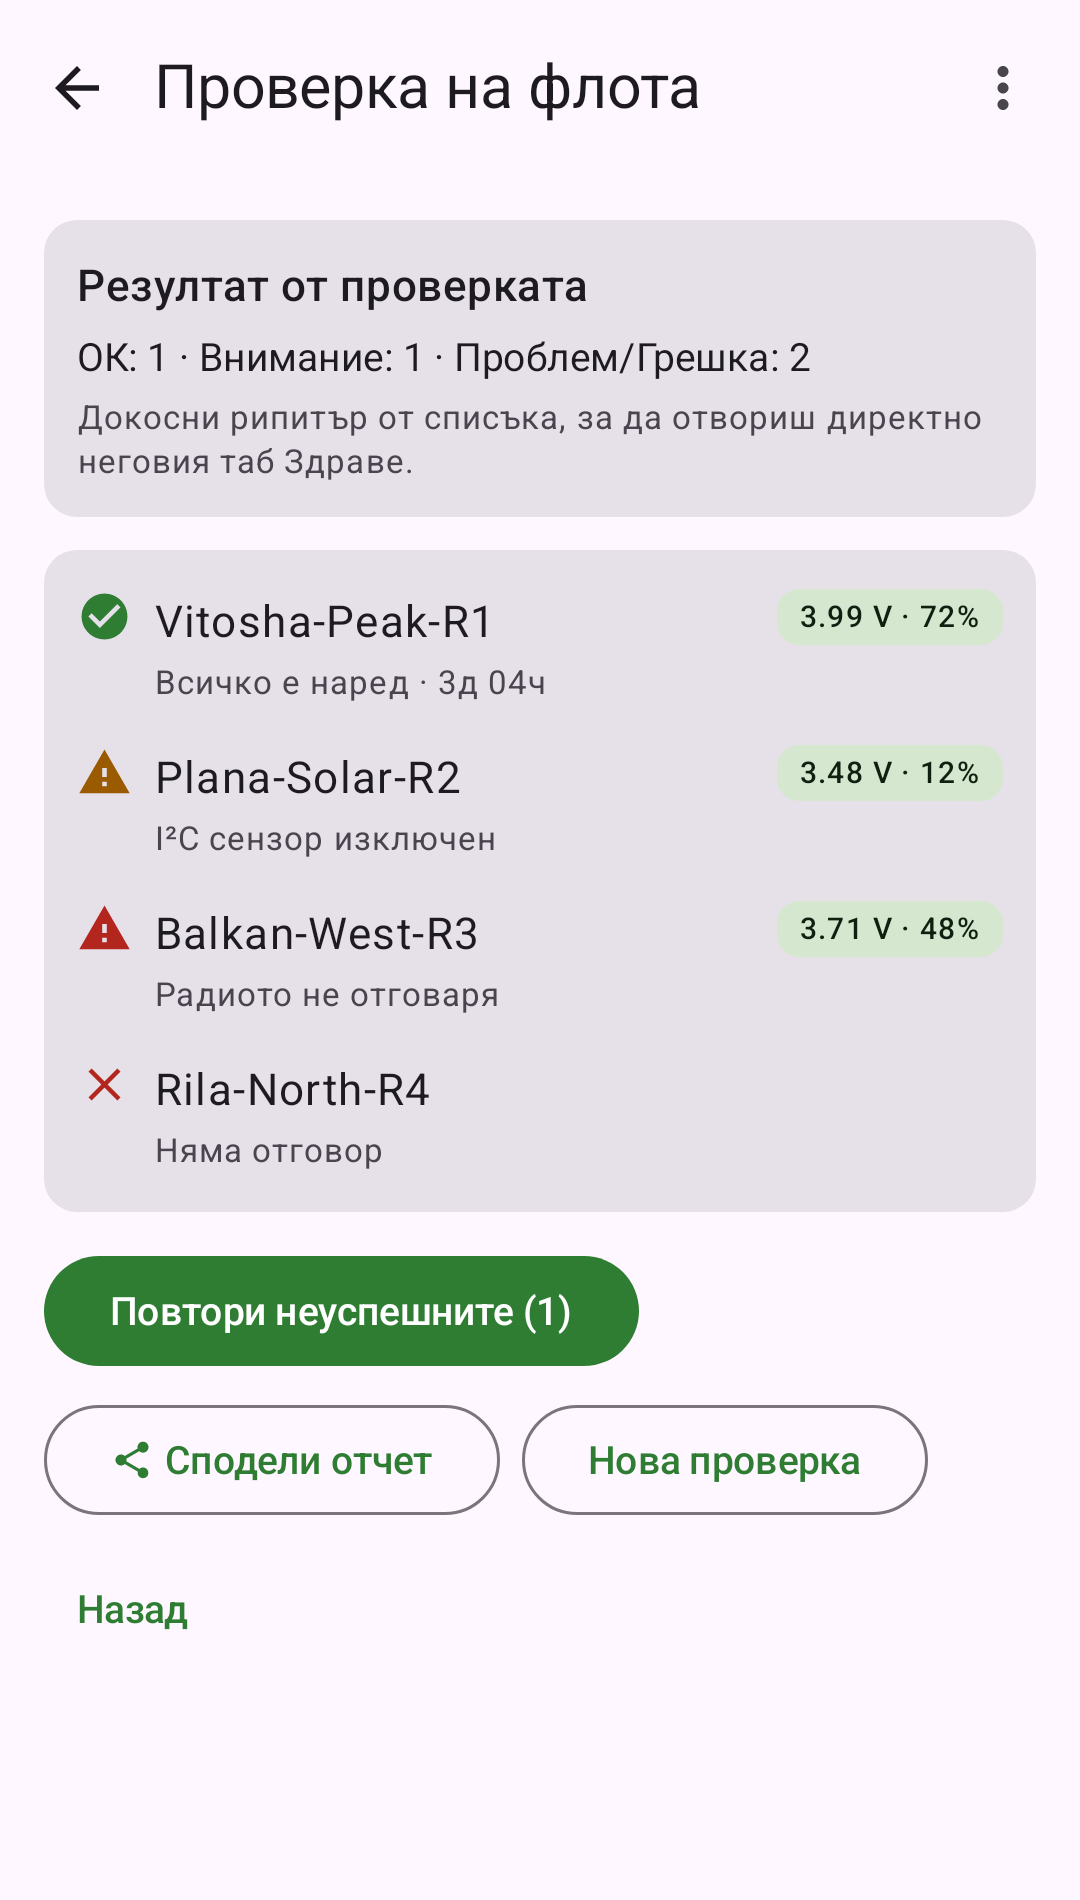 Проверка на флота
Резултат от проверката
ОК: 1 · Внимание: 1 · Проблем/Грешка: 2
Докосни рипитър от списъка, за да отвориш директно
неговия таб Здраве.
Vitosha-Peak-R1
3.99 V · 72%
Всичко е наред · 3д 04ч
Plana-Solar-R2
3.48 V · 12%
I²C сензор изключен
Balkan-West-R3
3.71 V · 48%
Радиото не отговаря
Rila-North-R4
Няма отговор
Повтори неуспешните (1)
Сподели отчет
Нова проверка
Назад